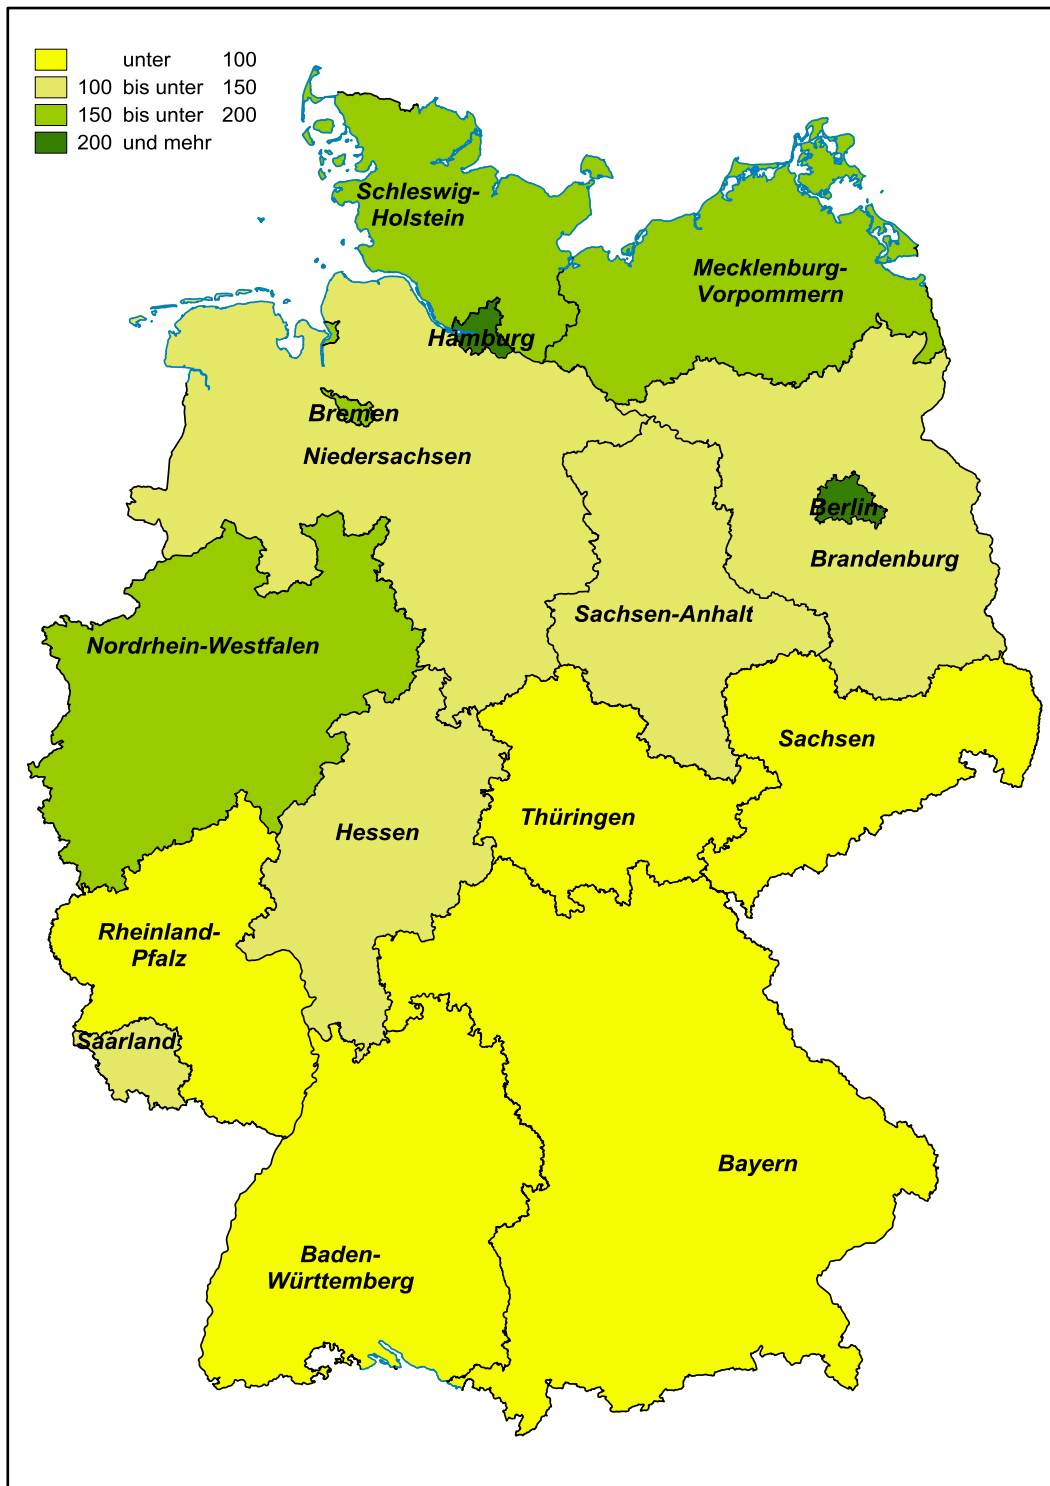 unter 100
100 bis unter 150
150 bis unter 200
200 und mehr
Schleswig-
Holstein
Mecklenburg-
Vorpommern
Hamburg
Bremen
Niedersachsen
Berlin
Brandenburg
Sachsen-Anhalt
Nordrhein-Westfalen
Sachsen
Thüringen
Hessen
Rheinland-
Pfalz
Saarland
Bayern
Baden-
Württemberg